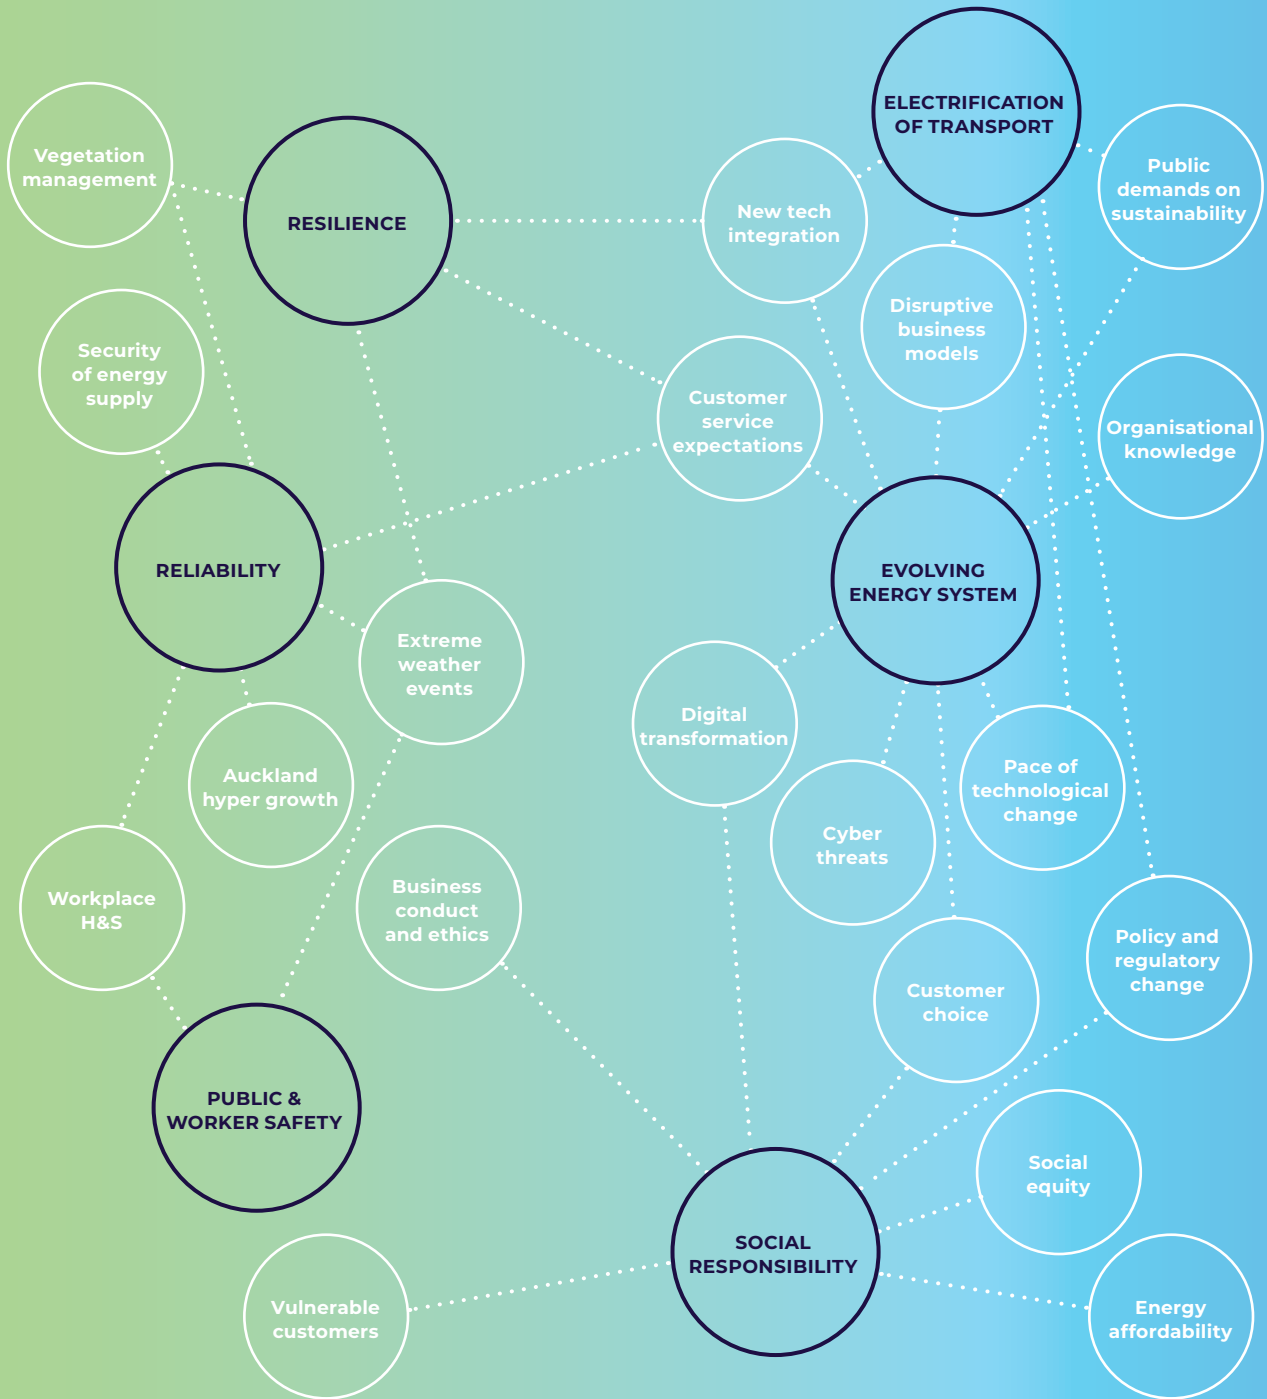 ELECTRIFICATION
OF TRANSPORT
Vegetation
management
Public
demands on
sustainability
RESILIENCE
New tech
integration
Disruptive
business
models
Security
of energy
supply
Customer
service
expectations
Organisational
knowledge
RELIABILITY
EVOLVING
ENERGY SYSTEM
Extreme
weather
events
Digital
transformation
Auckland
hyper growth
Pace of
technological
change
Cyber
threats
Workplace
H&S
Business
conduct
and ethics
Policy and
regulatory
change
Customer
choice
PUBLIC &
WORKER SAFETY
Social
equity
SOCIAL
RESPONSIBILITY
Vulnerable
customers
Energy
affordability